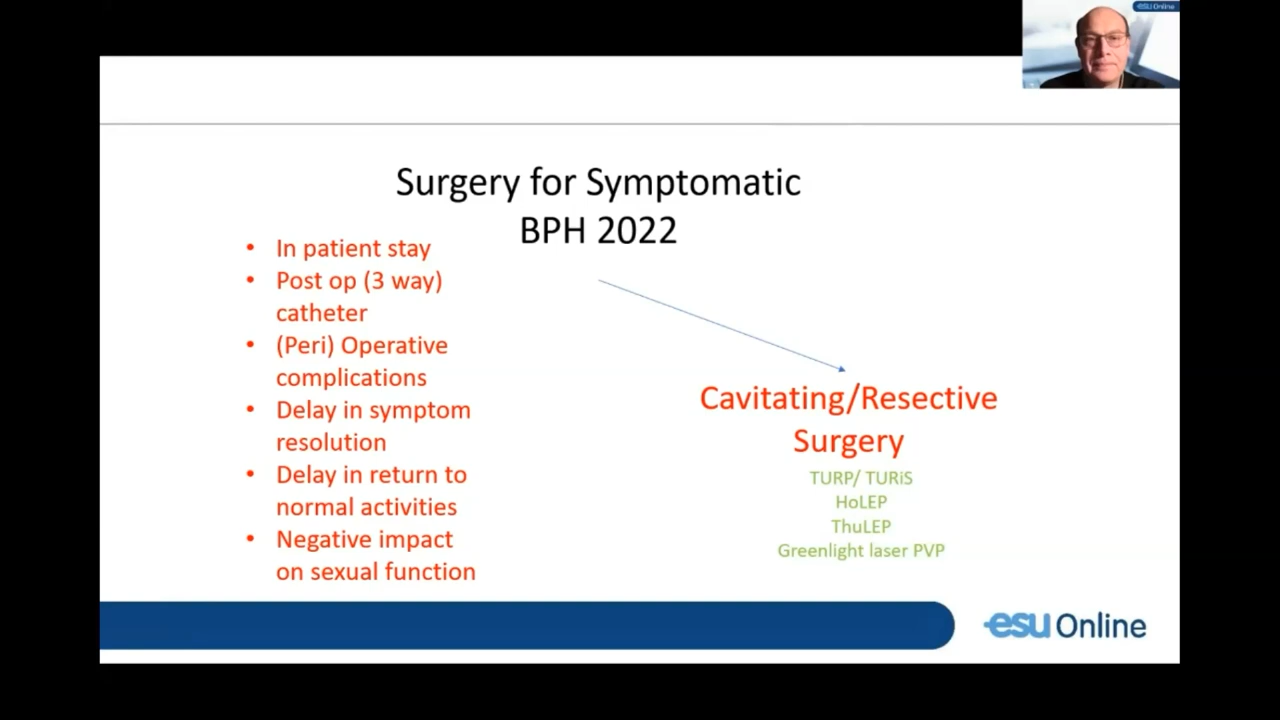 esu Online
Surgery for Symptomatic
BPH 2022
• In patient stay
• Post op (3 way)
catheter
• (Peri) Operative
complications
• Delay in symptom
resolution
• Delay in return to
normal activities
• Negative impact
on sexual function
Cavitating/Resective
Surgery
TURP/ TURiS
HoLEP
ThuLEP
Greenlight laser PVP
esu Online